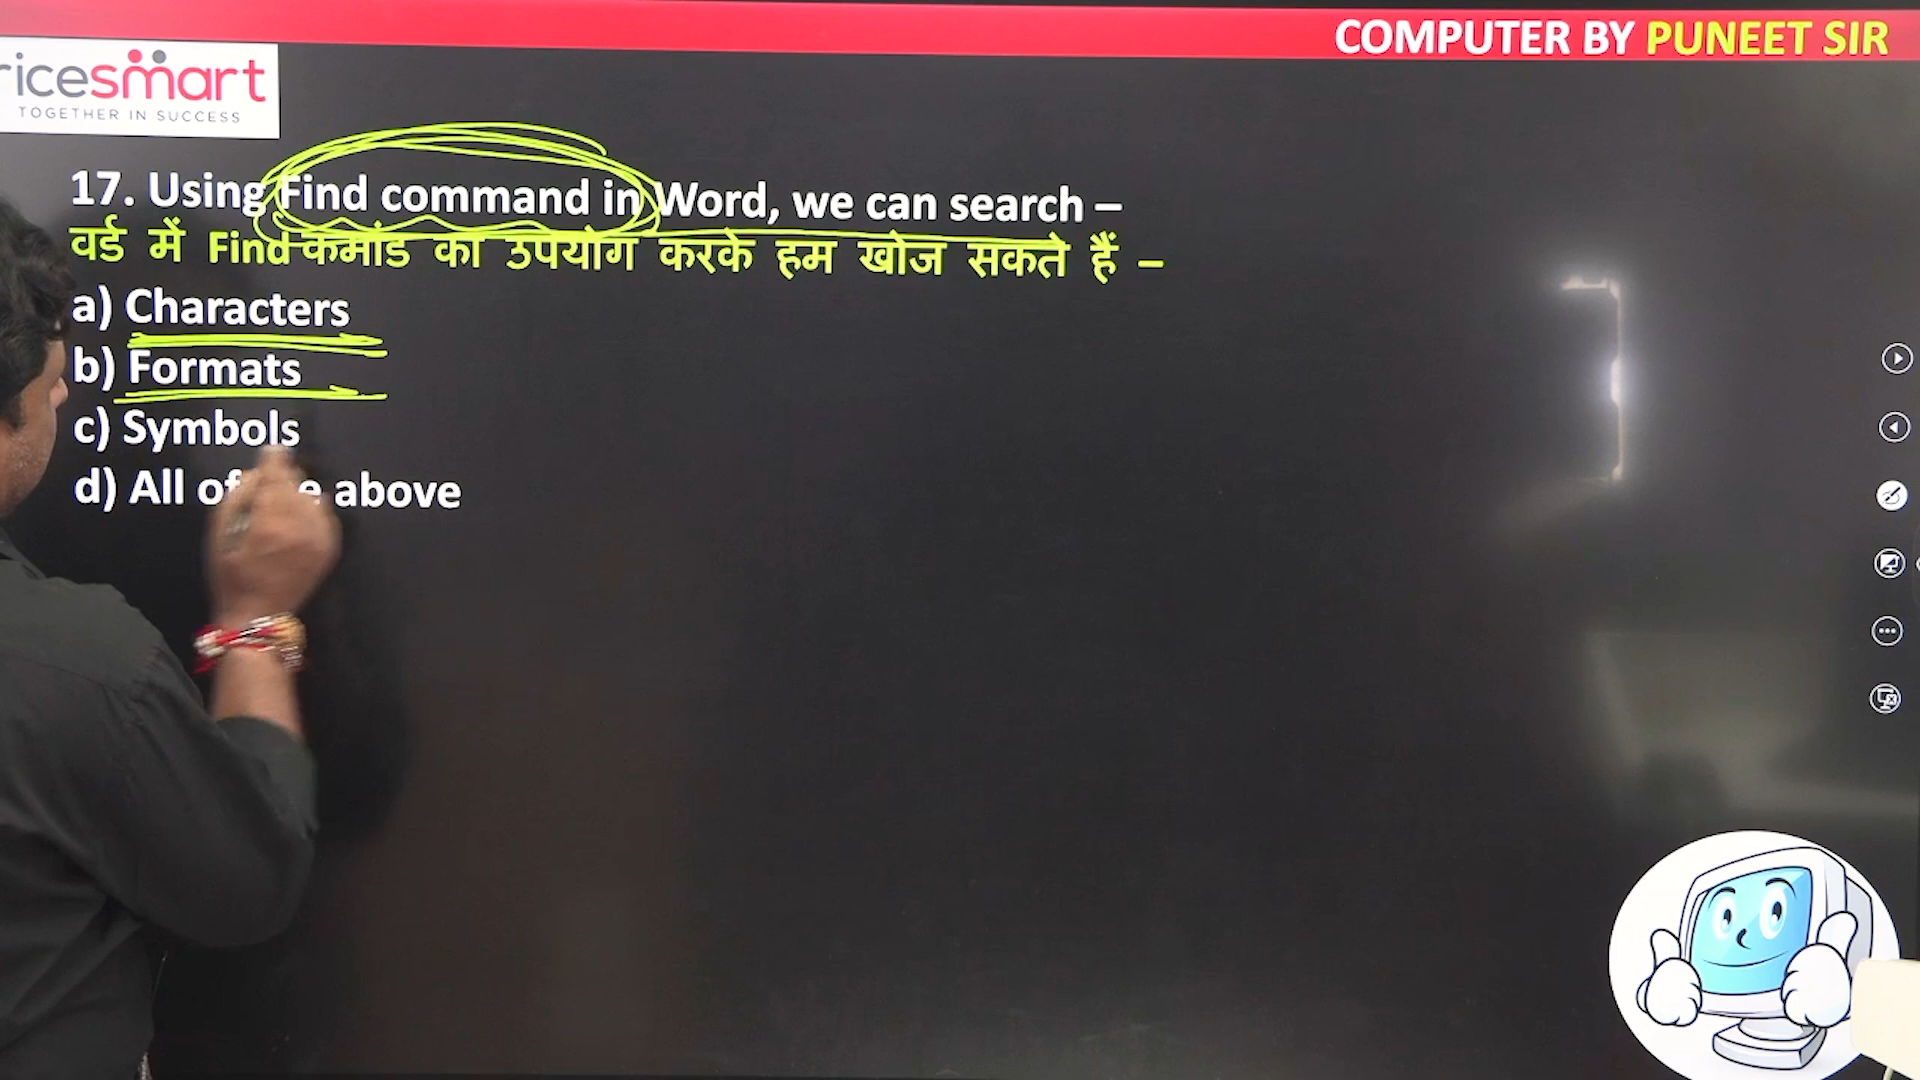 COMPUTER BY PUNEET SIR
ricesmart
TOGETHER IN SUCCESS
17. Using Find command in Word, we can search –
वर्ड में Find कमांड का उपयोग करके हम खोज सकते हैं –
a) Characters
b) Formats
c) Symbols
d) All of above